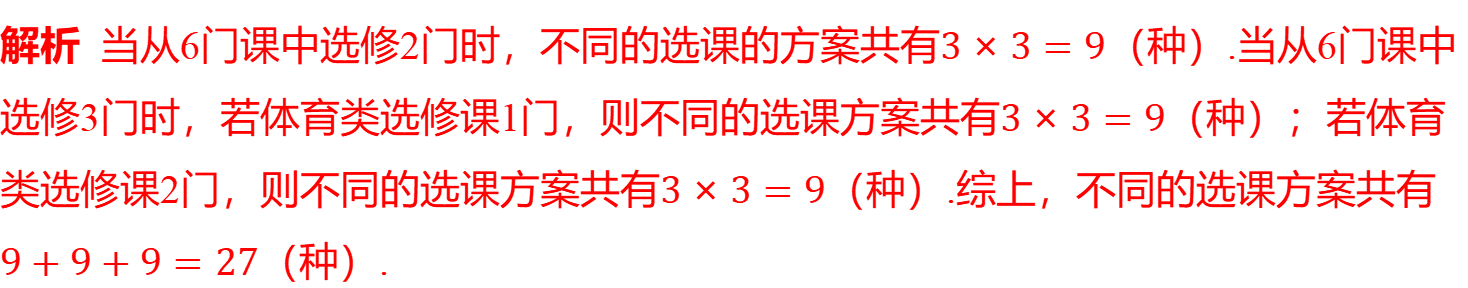 解析 当从6门课中选修2门时，不同的选课的方案共有3 × 3 = 9（种）.当从6门课中
选修3门时，若体育类选修课1门，则不同的选课方案共有3 × 3 = 9（种）；若体育
类选修课2门，则不同的选课方案共有3 × 3 = 9（种）.综上，不同的选课方案共有
9 + 9 + 9 = 27（种）.